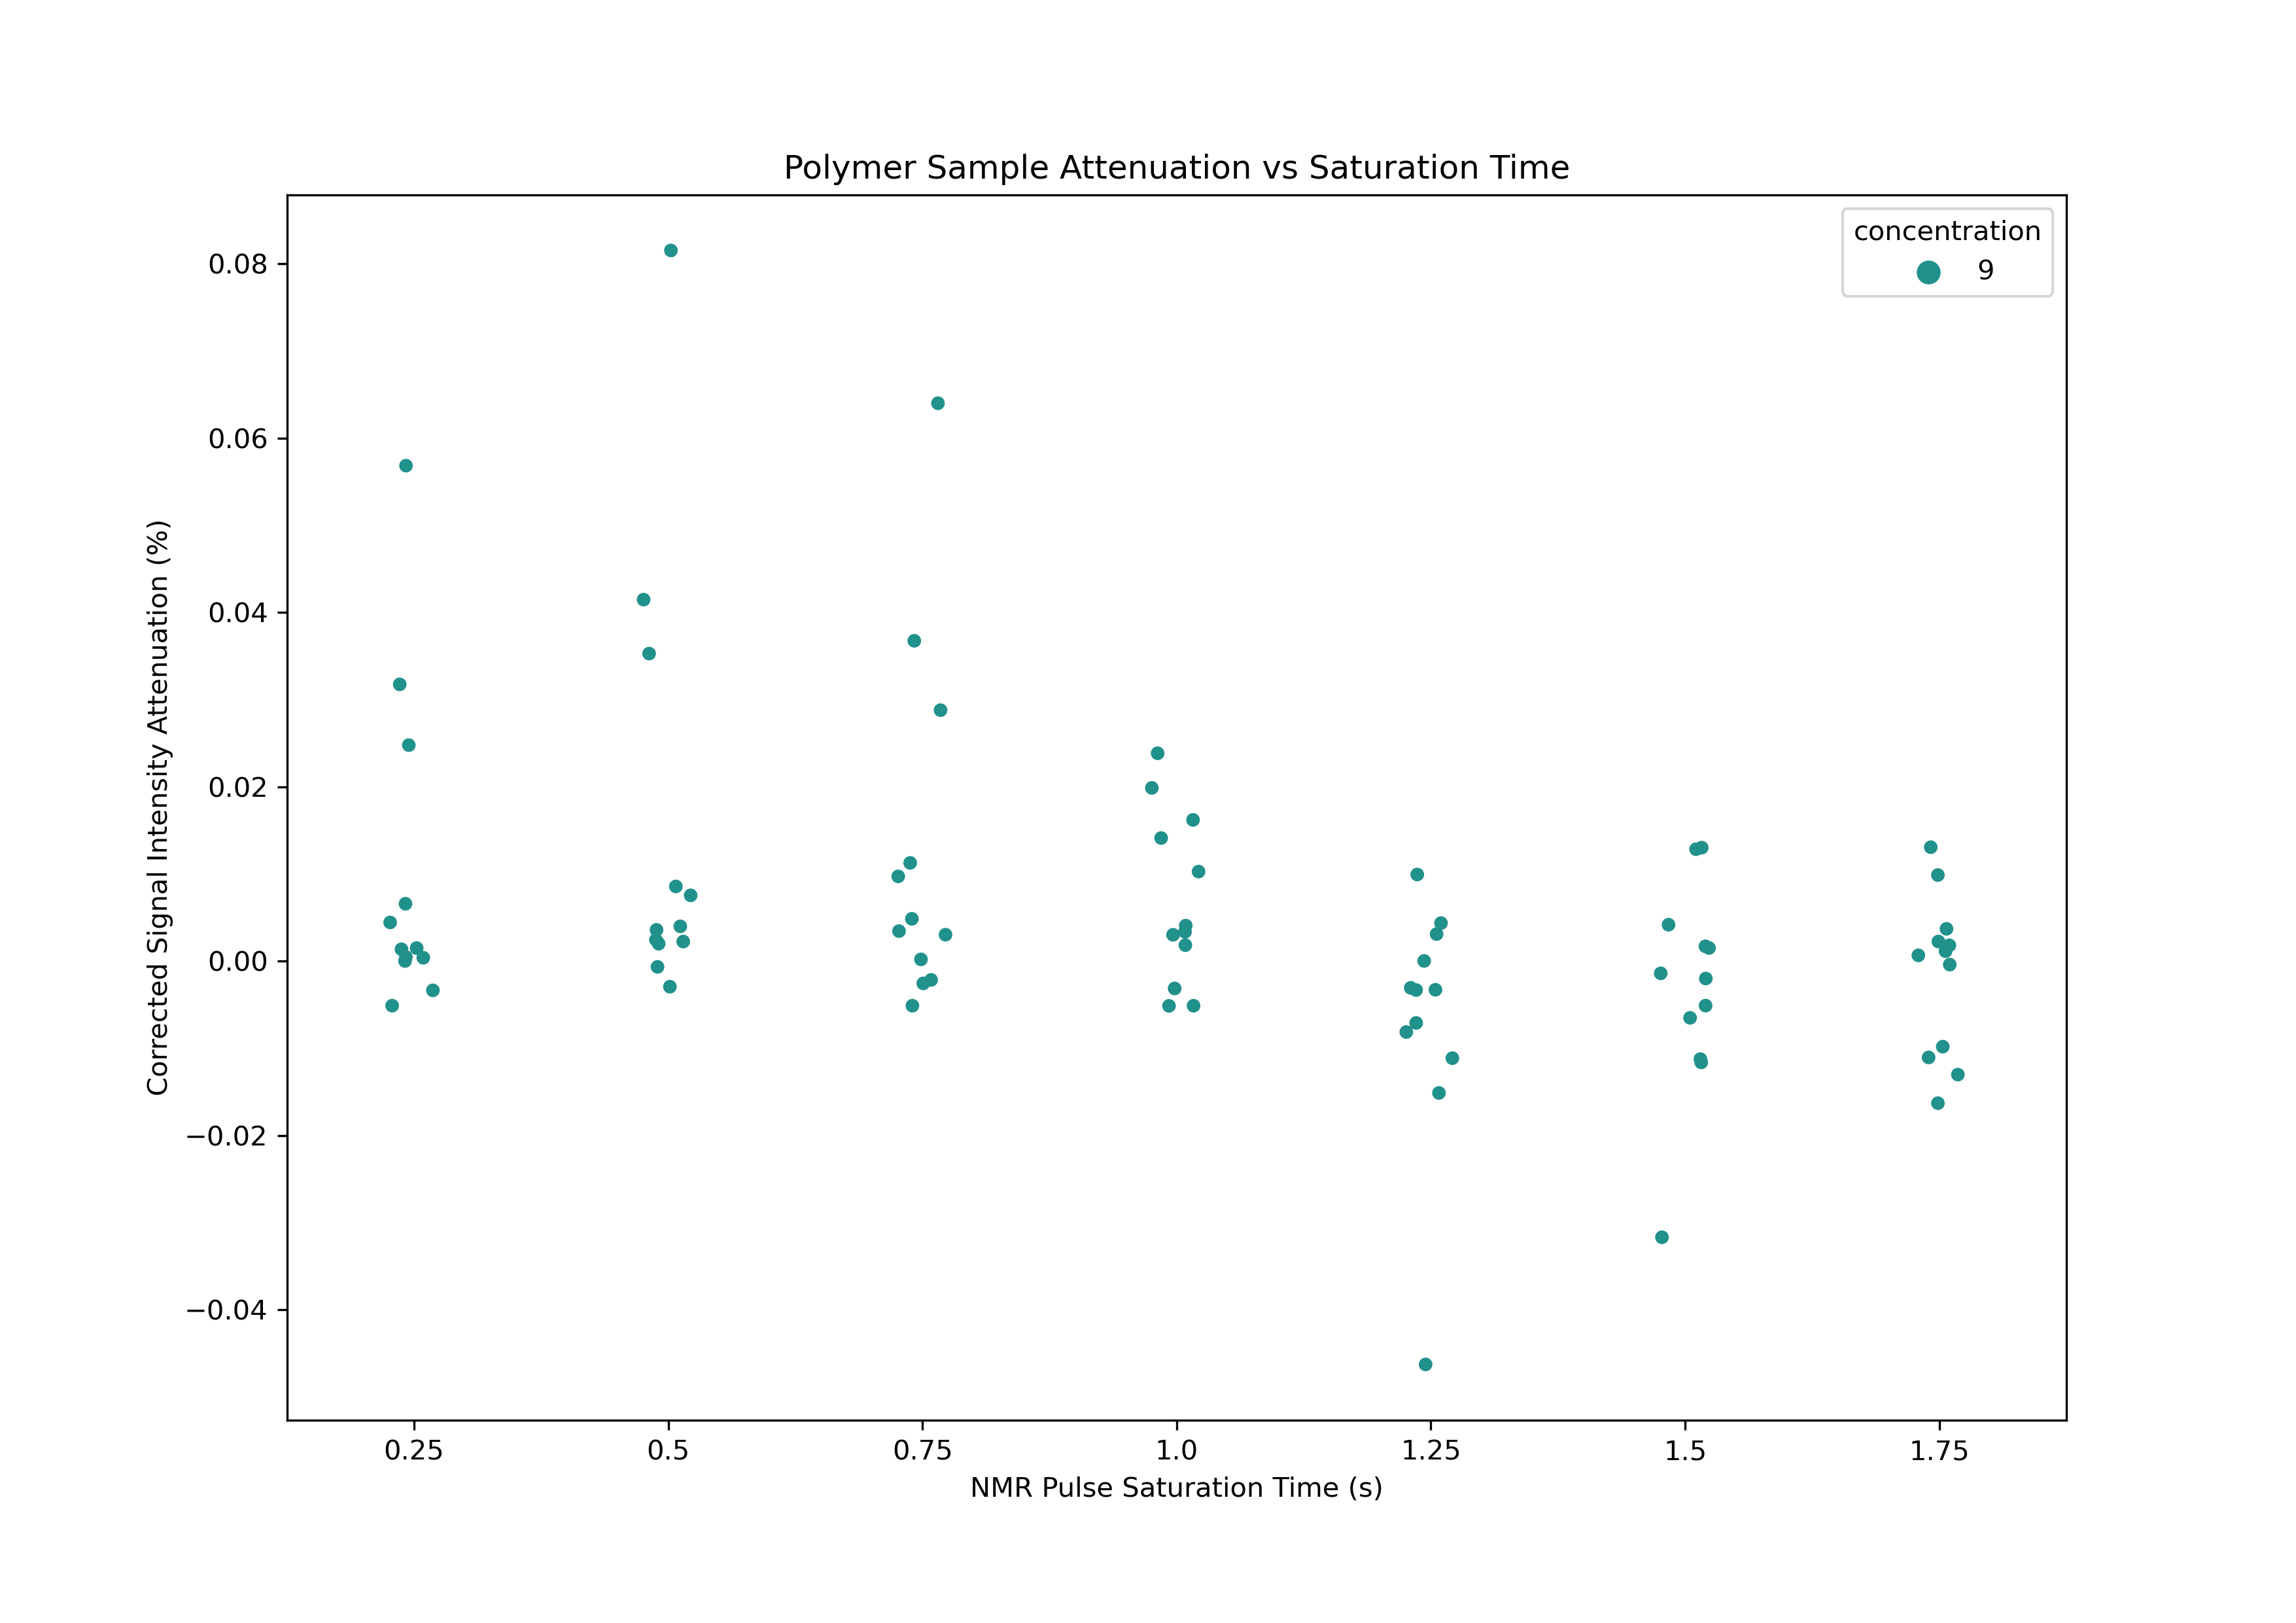 Polymer Sample Attenuation vs Saturation Time
concentration
9
0.08
0.06
0.04
0.02
0.00
−0.02
−0.04
Corrected Signal Intensity Attenuation (%)
0.25 0.5 0.75 1.0 1.25 1.5 1.75
NMR Pulse Saturation Time (s)